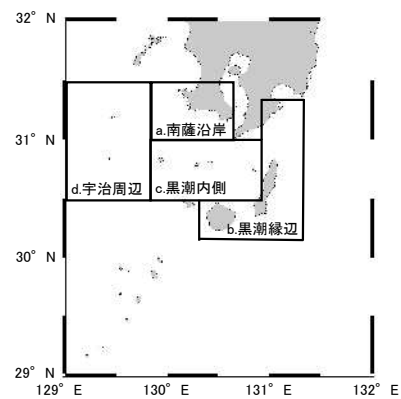 32° N
31° N
a.南薩沿岸
d.宇治周辺
c.黒潮内側
b.黒潮縁辺
30° N
29° N
129° E
130° E
131° E
132° E